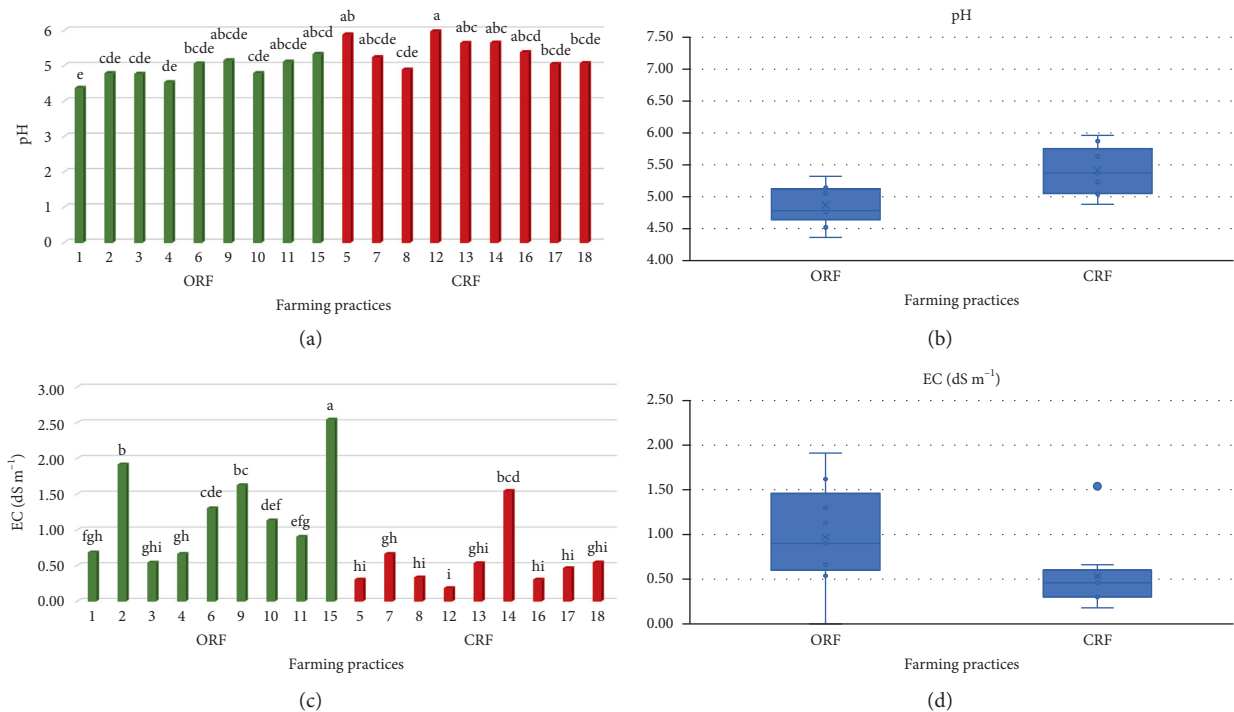 6
5
4
3
2
1
0
pH
e cde cde de bcde abcde cde abcde abcde ab abcde cde a abc abc abcd bcde bcde
1 2 3 4 6 9 10 11 15 5 7 8 12 13 14 16 17 18
ORF CRF
Farming practices
(a)
pH
7.50
7.00
6.50
6.00
5.50
5.00
4.50
4.00
ORF CRF
Farming practices
(b)
3.00
2.50
2.00
1.50
1.00
0.50
0.00
EC (dS m⁻¹)
fgh b ghi gh cde bc def efg a hi gh hi i ghi bcd hi hi ghi
1 2 3 4 6 9 10 11 15 5 7 8 12 13 14 16 17 18
ORF CRF
Farming practices
(c)
EC (dS m⁻¹)
2.50
2.00
1.50
1.00
0.50
0.00
ORF CRF
Farming practices
(d)